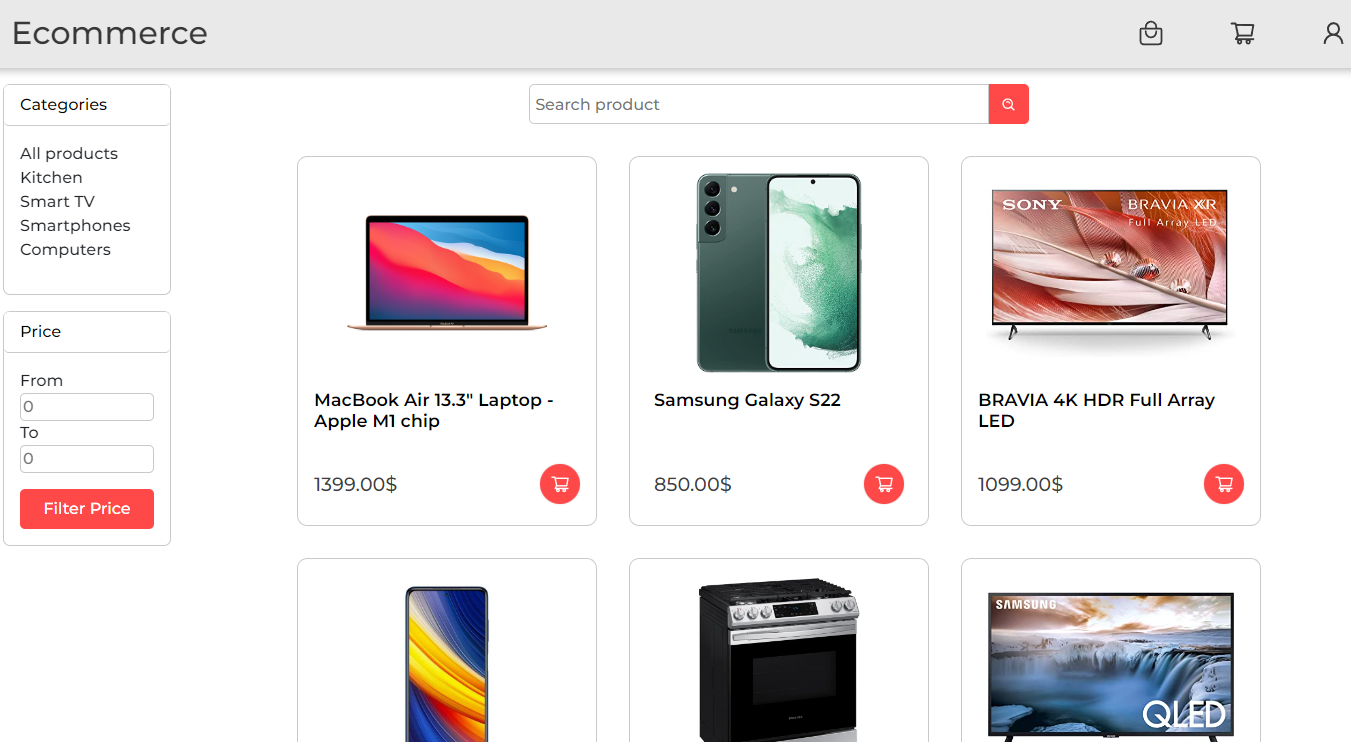 Ecommerce
Categories
All products
Kitchen
Smart TV
Smartphones
Computers
Price
From
0
To
0
Filter Price
Search product
MacBook Air 13.3" Laptop -
Apple M1 chip
1399.00$
SAMSUNG
Samsung Galaxy S22
850.00$
SONY
BRAVIA XR
Full Array LED
BRAVIA 4K HDR Full Array
LED
1099.00$
SAMSUNG
QLED